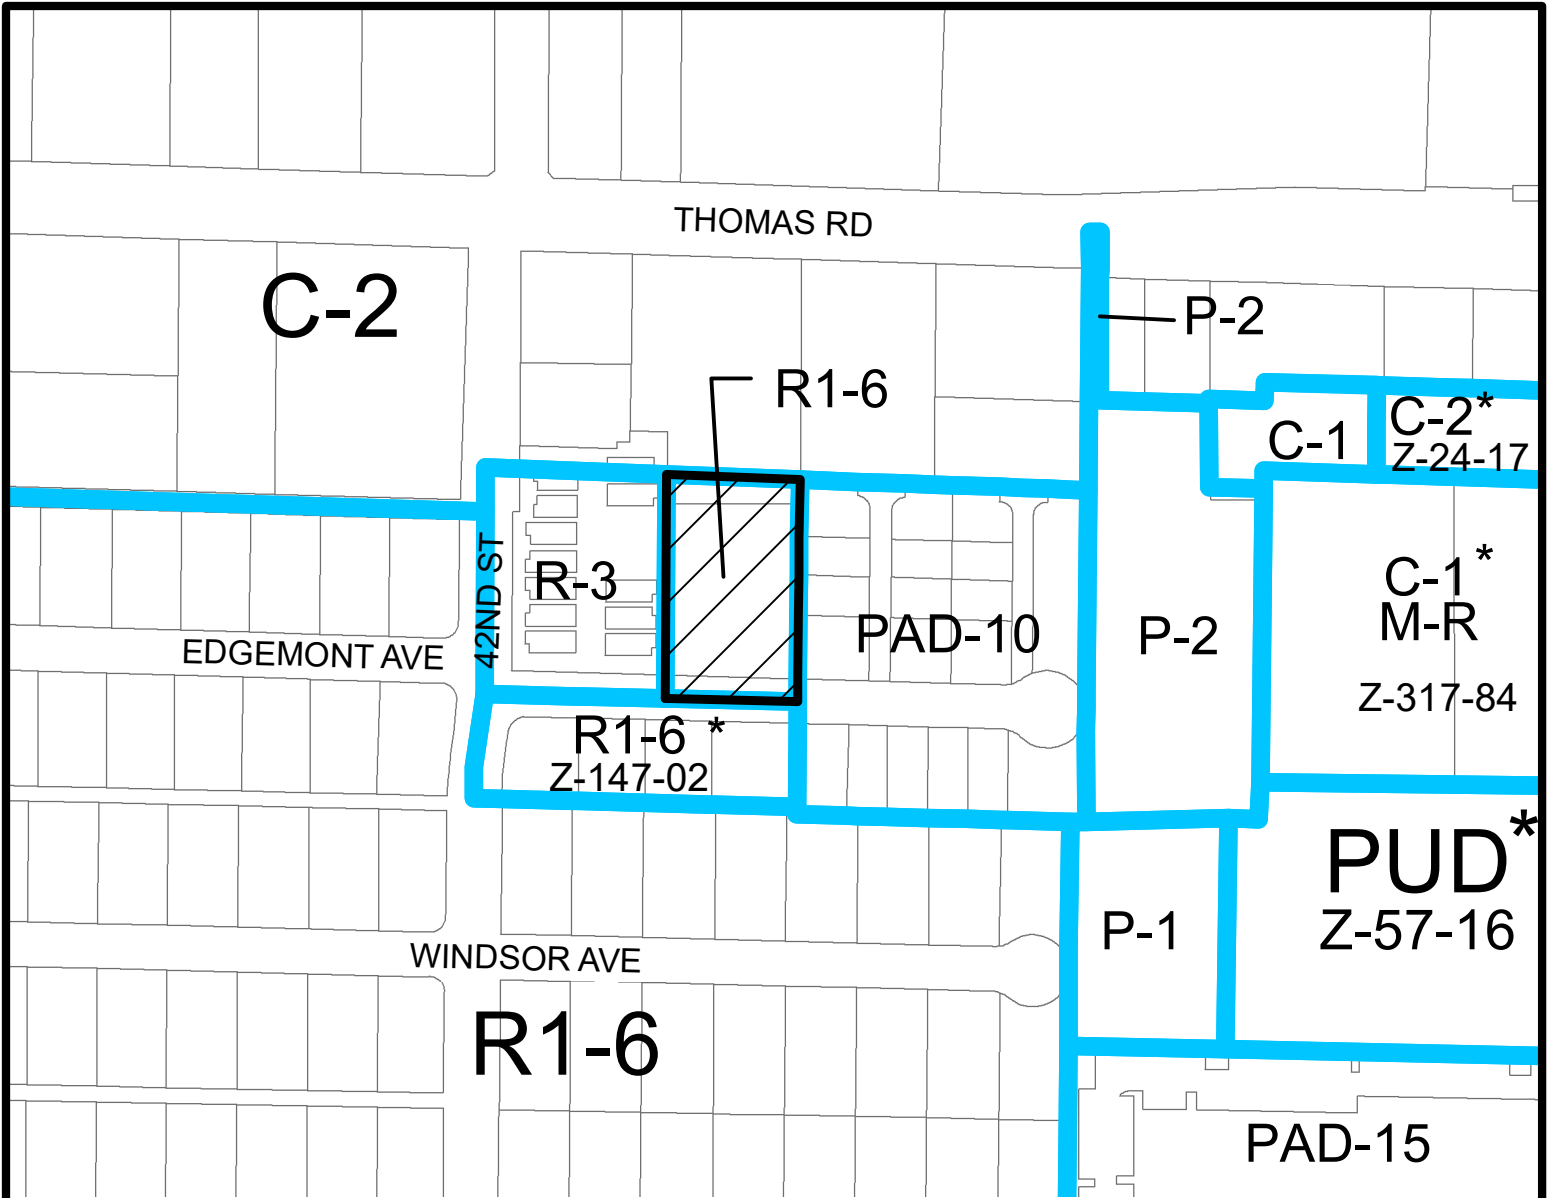 THOMAS RD
C-2
P-2
R1-6
C-2*
C-1
Z-24-17
42ND ST
R-3
C-1*
M-R
PAD-10
P-2
EDGEMONT AVE
Z-317-84
R1-6 *
Z-147-02
PUD*
Z-57-16
P-1
WINDSOR AVE
R1-6
PAD-15